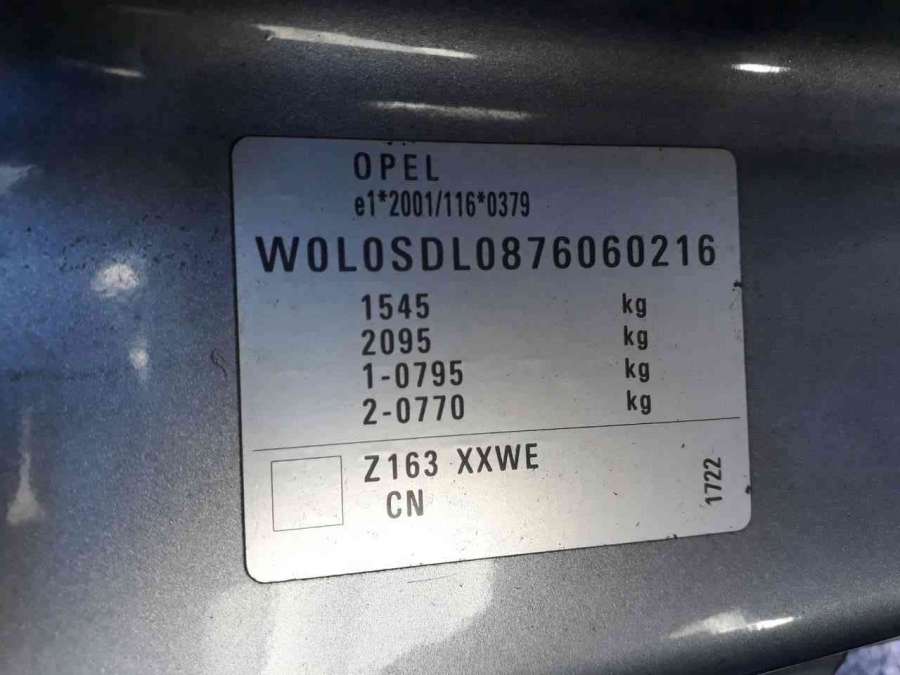 OPEL
e1*2001/116*0379
W0L0SDL0876060216
1545 kg
2095 kg
1-0795 kg
2-0770 kg
Z163 XXWE
CN
1722